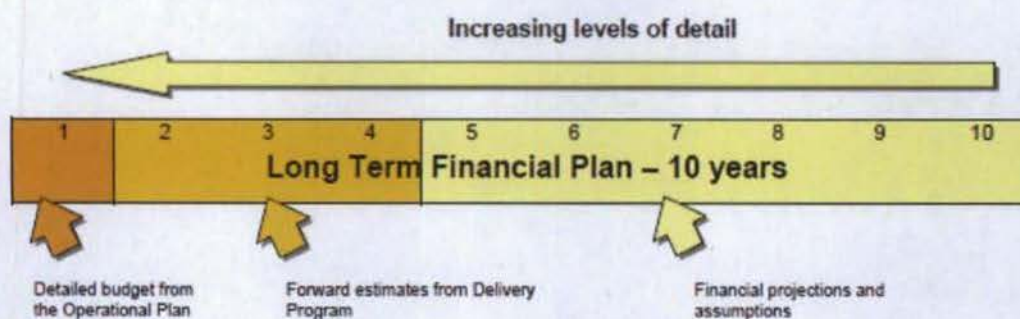 Increasing levels of detail
1 2 3 4 5 6 7 8 9 10
Long Term Financial Plan – 10 years
Detailed budget from
the Operational Plan
Forward estimates from Delivery
Program
Financial projections and
assumptions